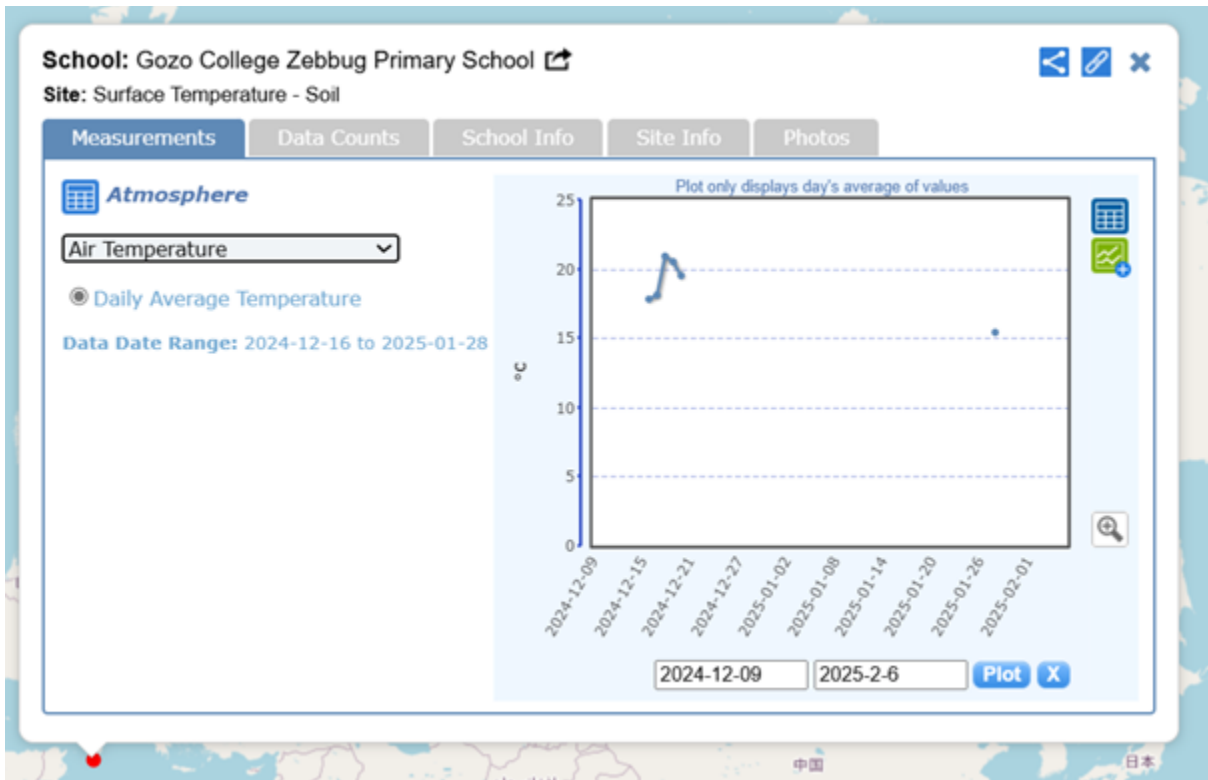 School: Gozo College Zebbug Primary School
Site: Surface Temperature - Soil
Measurements
Data Counts
School Info
Site Info
Photos
Atmosphere
Air Temperature
Daily Average Temperature
Data Date Range: 2024-12-16 to 2025-01-28
Plot only displays day's average of values
25
20
15
10
5
0
°C
2024-12-09
2024-12-15
2024-12-21
2024-12-27
2025-01-02
2025-01-08
2025-01-14
2025-01-20
2025-01-26
2025-02-01
2024-12-09
2025-2-6
Plot
X
中国
日本